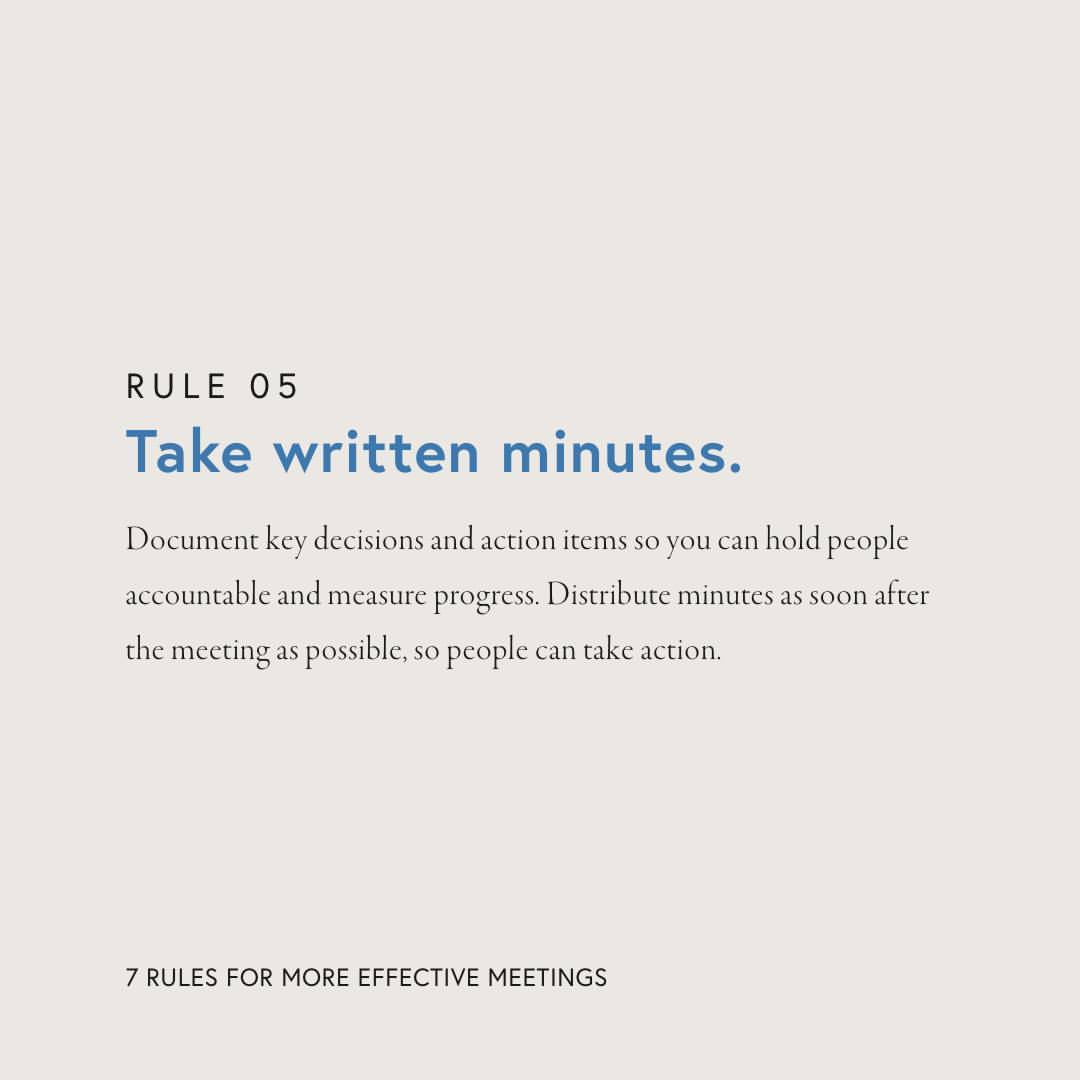 RULE 05
Take written minutes.
Document key decisions and action items so you can hold people
accountable and measure progress. Distribute minutes as soon after
the meeting as possible, so people can take action.
7 RULES FOR MORE EFFECTIVE MEETINGS